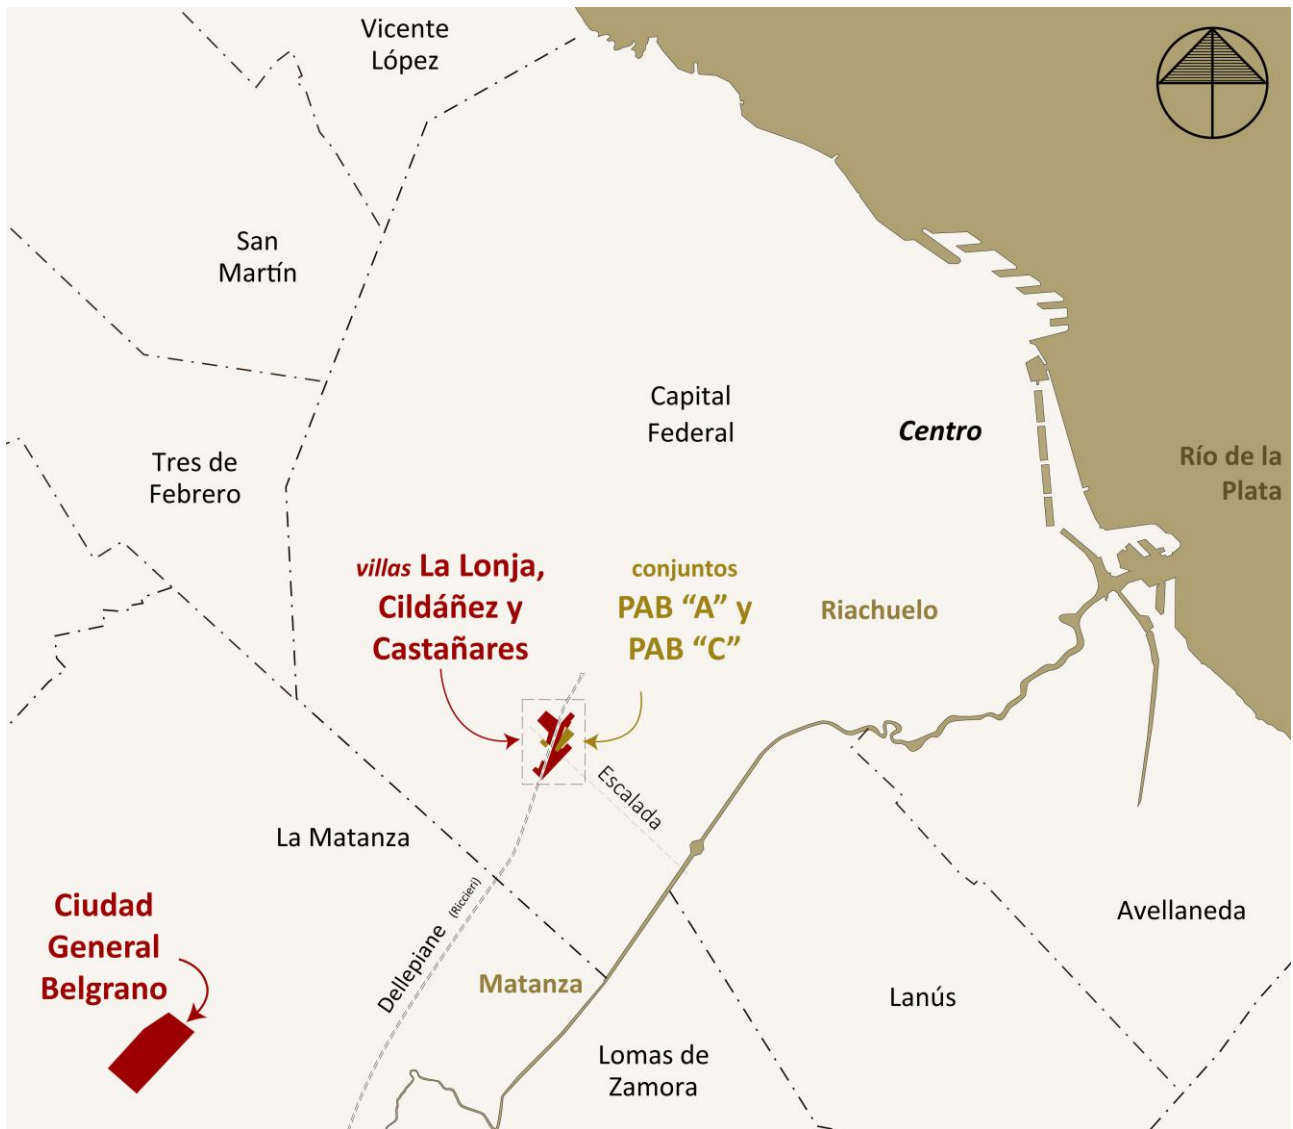 Vicente
López
San
Martín
Capital
Federal
Centro
Tres de
Febrero
Río de la
Plata
villas La Lonja,
Cildáñez y
Castañares
conjuntos
PAB “A” y
PAB “C”
Riachuelo
Escalada
La Matanza
Ciudad
General
Belgrano
Dellepiane (Riccieri)
Matanza
Avellaneda
Lanús
Lomas de
Zamora